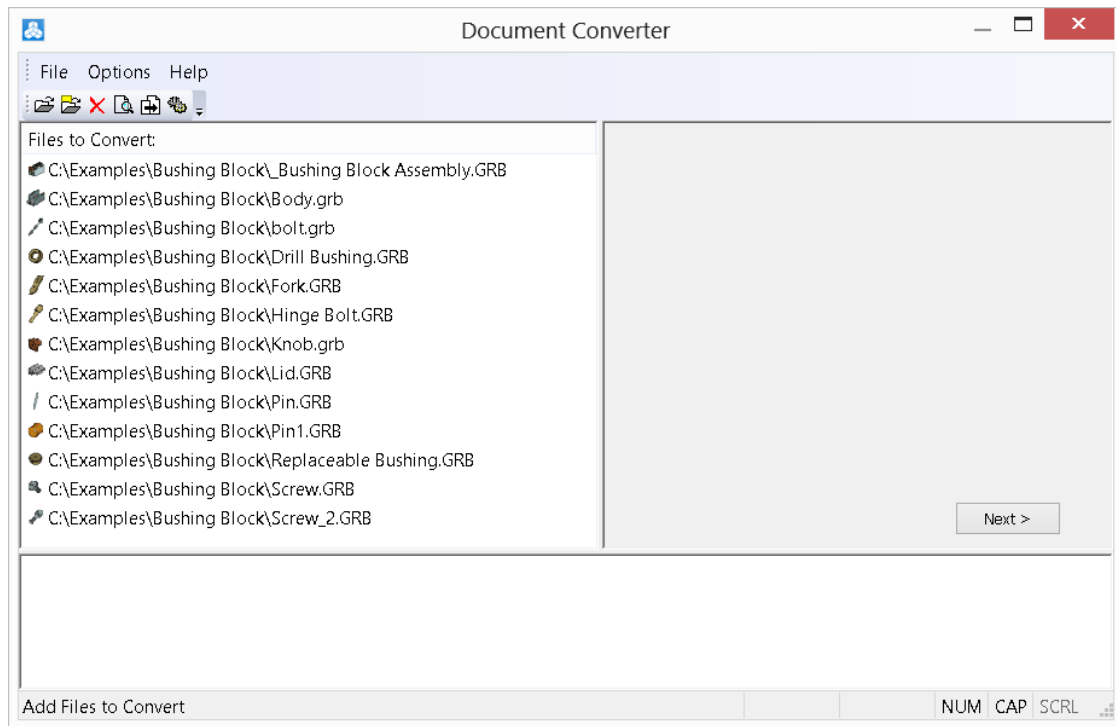 Document Converter
File Options Help
Files to Convert:
C:\Examples\Bushing Block\_Bushing Block Assembly.GRB
C:\Examples\Bushing Block\Body.grb
C:\Examples\Bushing Block\bolt.grb
C:\Examples\Bushing Block\Drill Bushing.GRB
C:\Examples\Bushing Block\Fork.GRB
C:\Examples\Bushing Block\Hinge Bolt.GRB
C:\Examples\Bushing Block\Knob.grb
C:\Examples\Bushing Block\Lid.GRB
C:\Examples\Bushing Block\Pin.GRB
C:\Examples\Bushing Block\Pin1.GRB
C:\Examples\Bushing Block\Replaceable Bushing.GRB
C:\Examples\Bushing Block\Screw.GRB
C:\Examples\Bushing Block\Screw_2.GRB
Next >
Add Files to Convert NUM CAP SCRL